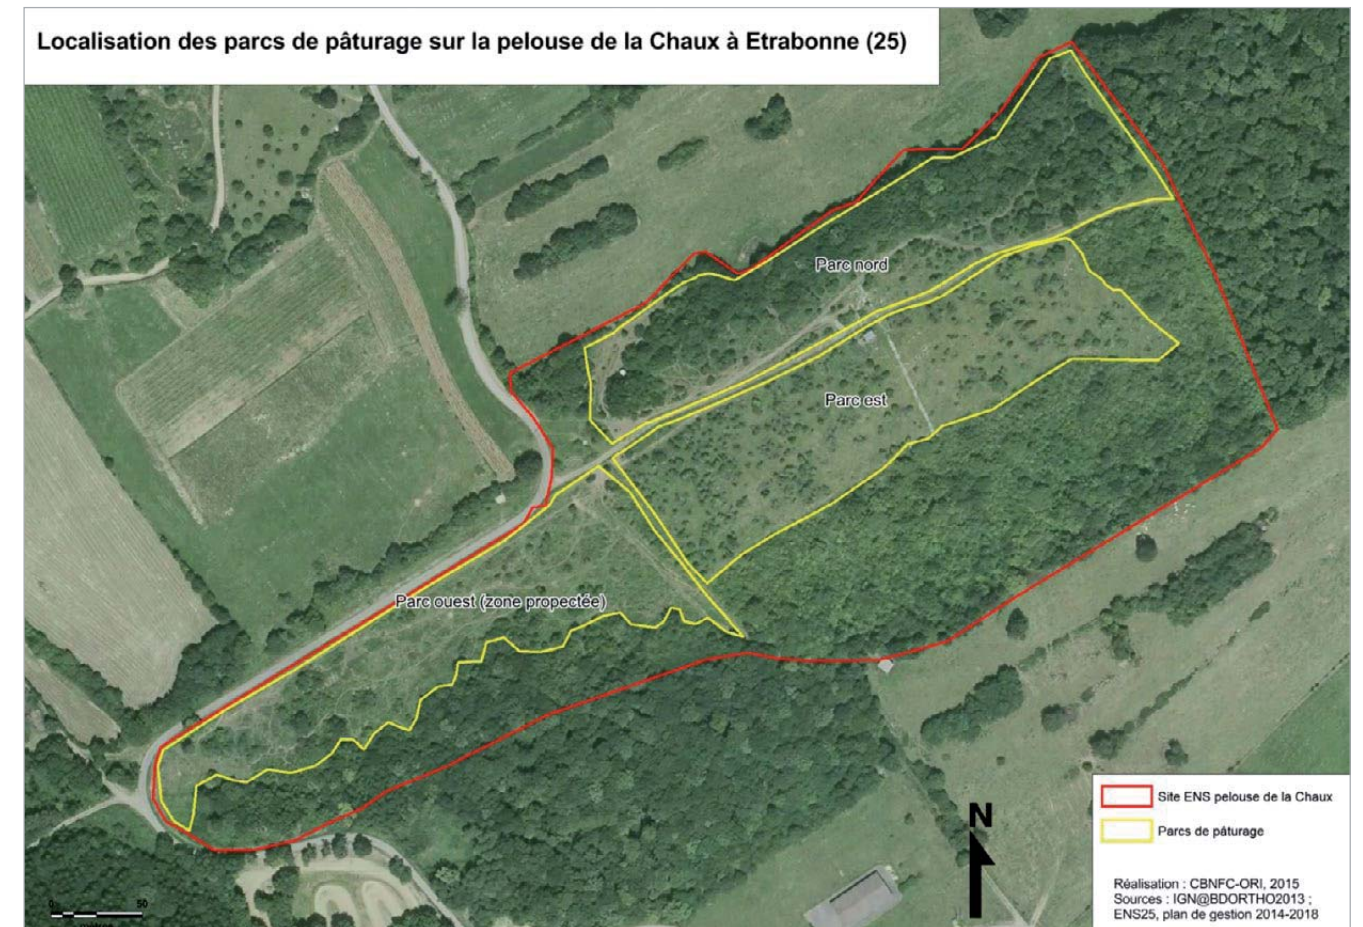 Localisation des parcs de pâturage sur la pelouse de la Chaux à Etrabonne (25)
Parc nord
Parc est
Parc ouest (zone propectée)
N
Site ENS pelouse de la Chaux
Parcs de pâturage
Réalisation : CBNFC-ORI, 2015
Sources : IGN@BDORTHO2013 ;
ENS25, plan de gestion 2014-2018
0 50
mètres